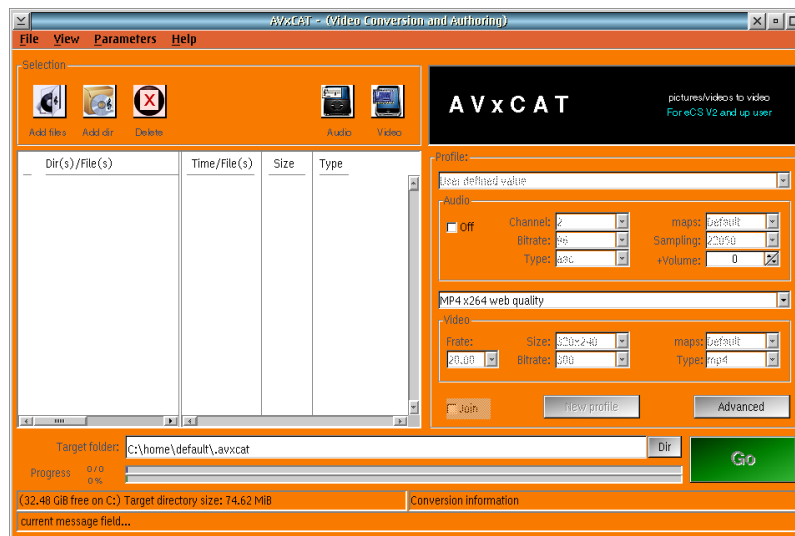 AVxCAT - (Video Conversion and Authoring)
File View Parameters Help
Selection
Add files Add dir Delete Audio Video
AVxCAT
pictures/videos to video
For eCS V2 and up user
Dir(s)/File(s) Time/File(s) Size Type
Profile:
User defined value
Audio
Off Channel: 2 maps: Default
Bitrate: 96 Sampling: 22050
Type: aac +Volume: 0
MP4 x264 web quality
Video
Frate: Size: 320x240 maps: Default
20.00 Bitrate: 300 Type: mp4
Join New profile Advanced
Target folder: C:\home\default\.avxcat Dir
Go
Progress 0/0
0 %
(32.48 GiB free on C:) Target directory size: 74.62 MiB Conversion information
current message field...